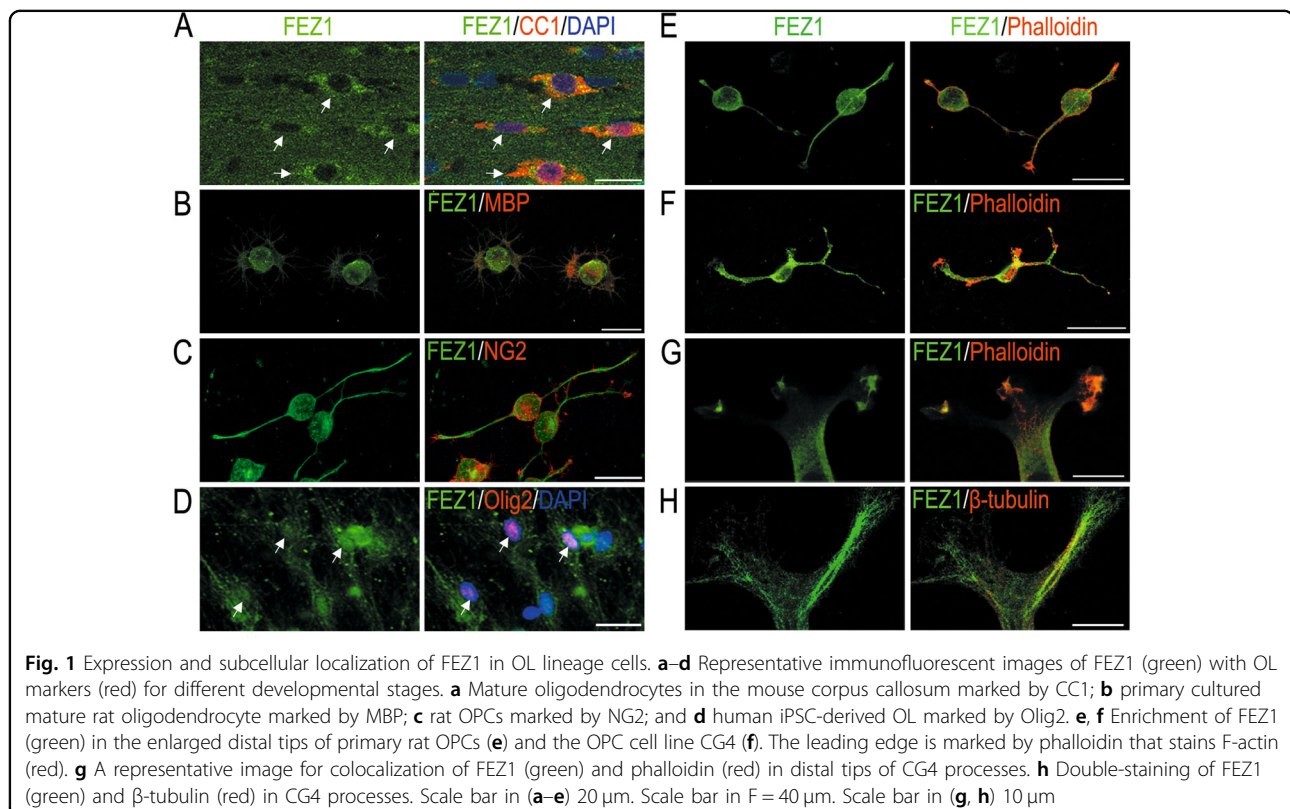 A FEZ1 FEZ1/CC1/DAPI
E FEZ1 FEZ1/Phalloidin
B FEZ1/MBP
F FEZ1/Phalloidin
C FEZ1/NG2
G FEZ1/Phalloidin
D FEZ1/Olig2/DAPI
H FEZ1/β-tubulin
Fig. 1 Expression and subcellular localization of FEZ1 in OL lineage cells. a–d Representative immunofluorescent images of FEZ1 (green) with OL
markers (red) for different developmental stages. a Mature oligodendrocytes in the mouse corpus callosum marked by CC1; b primary cultured
mature rat oligodendrocyte marked by MBP; c rat OPCs marked by NG2; and d human iPSC-derived OL marked by Olig2. e, f Enrichment of FEZ1
(green) in the enlarged distal tips of primary rat OPCs (e) and the OPC cell line CG4 (f). The leading edge is marked by phalloidin that stains F-actin
(red). g A representative image for colocalization of FEZ1 (green) and phalloidin (red) in distal tips of CG4 processes. h Double-staining of FEZ1
(green) and β-tubulin (red) in CG4 processes. Scale bar in (a–e) 20 μm. Scale bar in F = 40 μm. Scale bar in (g, h) 10 μm